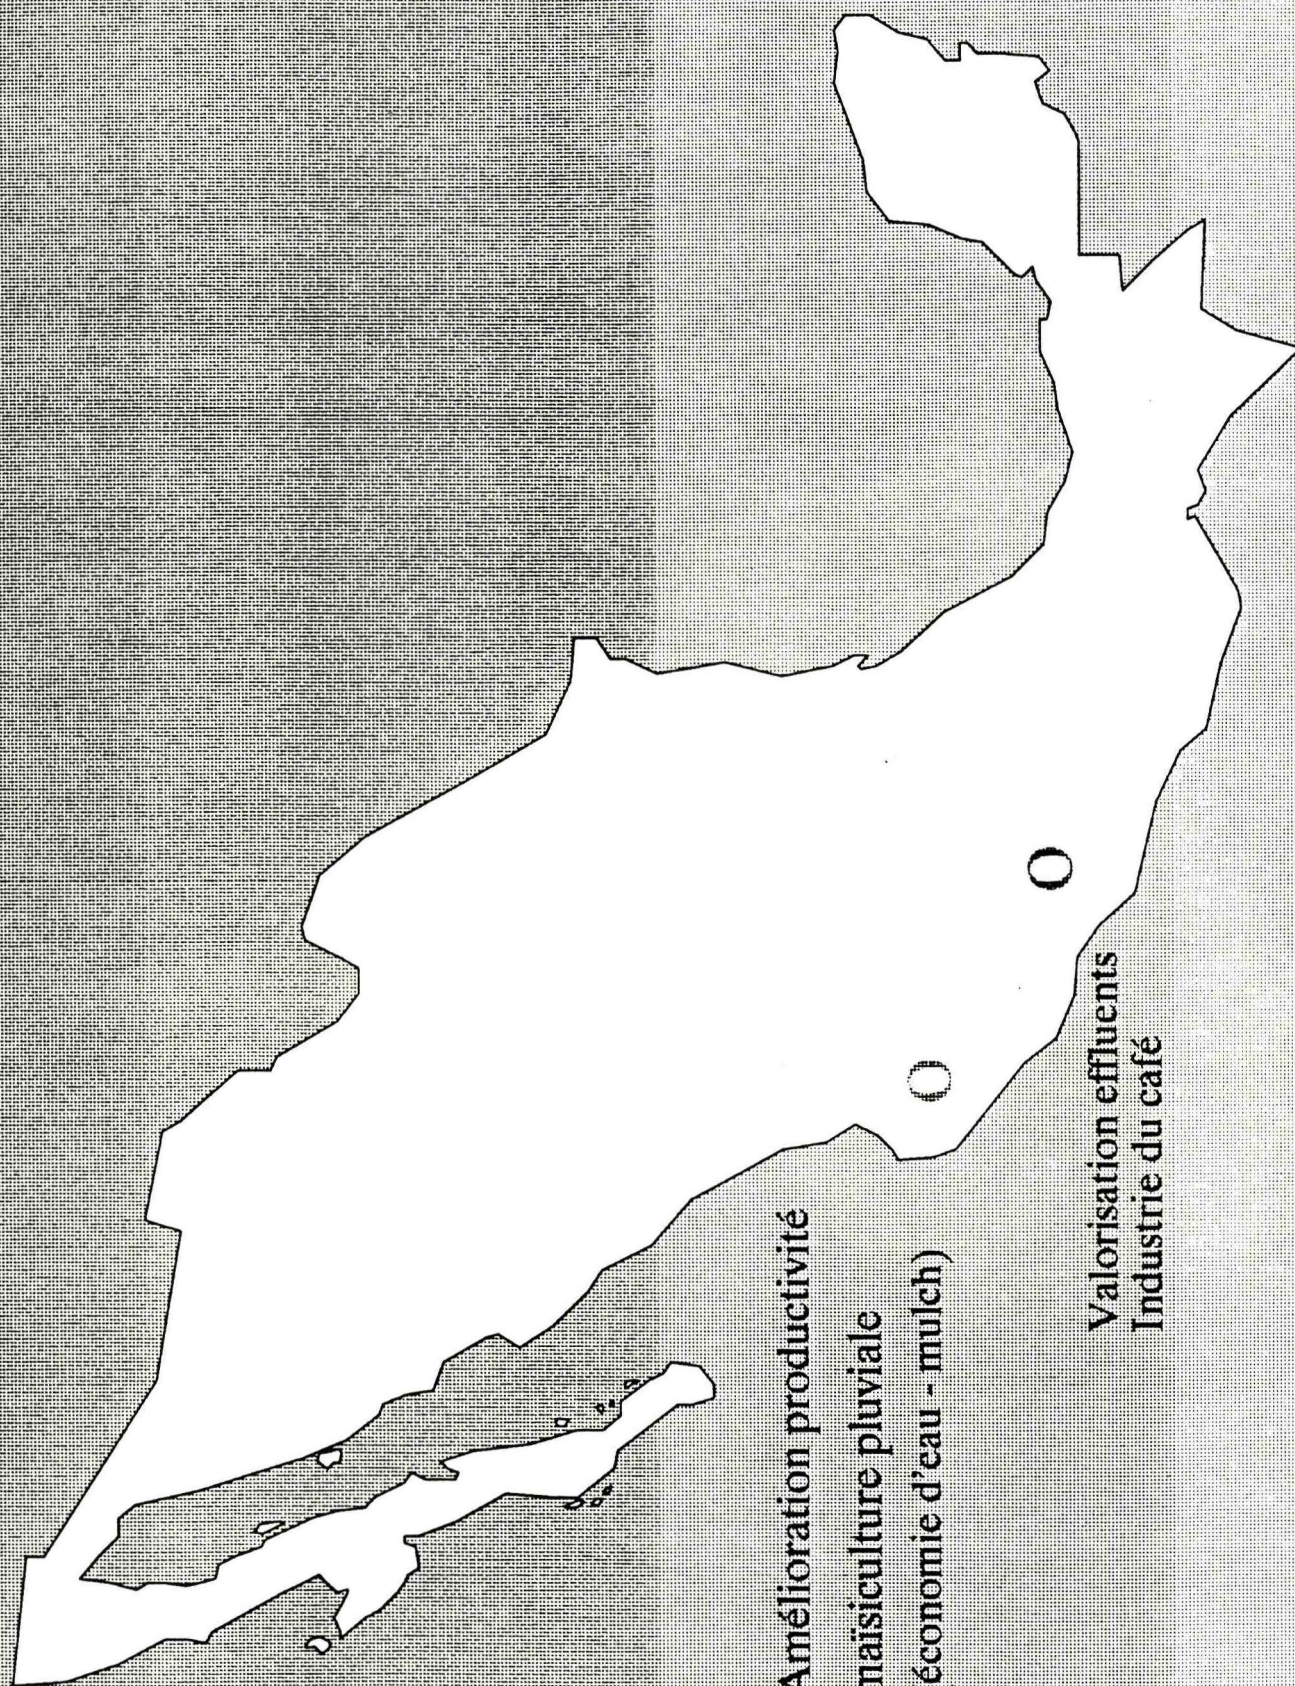 Amélioration productivité
maïsiculture pluviale
économie d'eau - mulch)
O
O
Valorisation effluents
Industrie du café